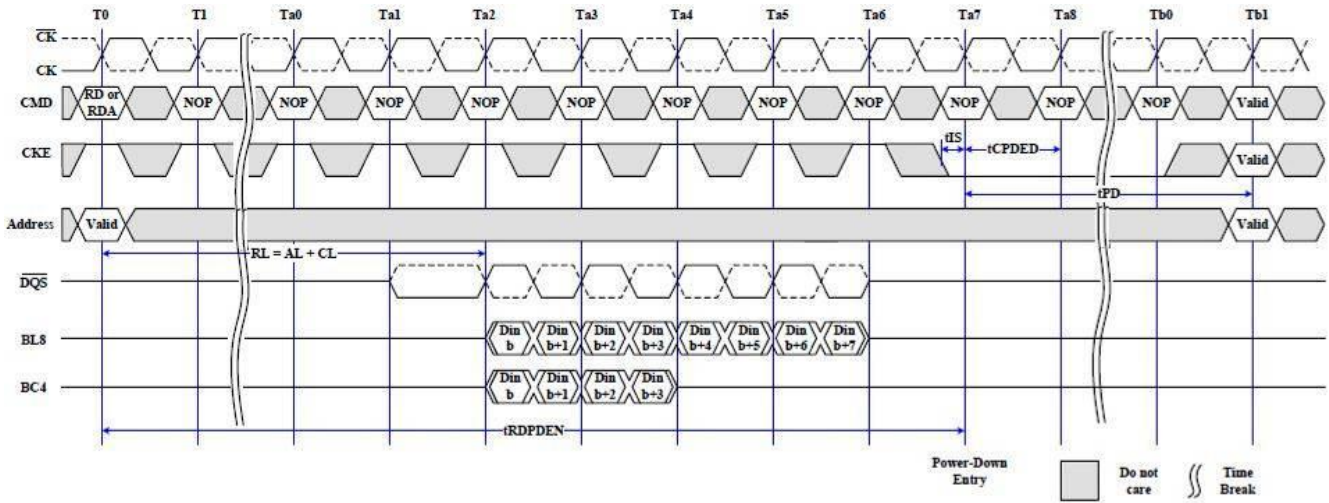 T0 T1 Ta0 Ta1 Ta2 Ta3 Ta4 Ta5 Ta6 Ta7 Ta8 Tb0 Tb1
CK
CK
CMD RD or RDA NOP NOP NOP NOP NOP NOP NOP NOP NOP NOP NOP Valid
CKE tIS tCPDED Valid
tPD
Address Valid Valid
RL = AL + CL
DQS
BL8 Din b Din b+1 Din b+2 Din b+3 Din b+4 Din b+5 Din b+6 Din b+7
BC4 Din b Din b+1 Din b+2 Din b+3
tRDPDEN
Power-Down Entry Do not care Time Break